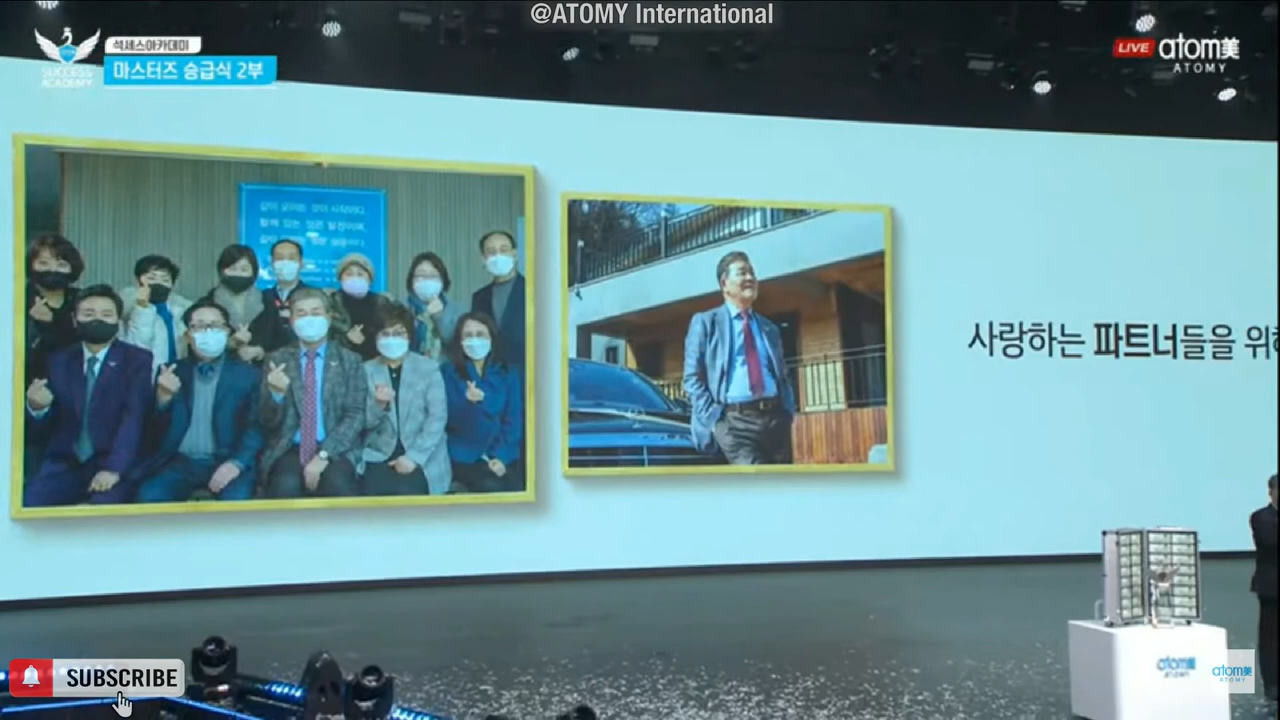 @ATOMY International
석세스아카데미
마스터즈 승급식 2부
SUCCESS
ACADEMY
LIVE atom美
ATOMY
사랑하는 파트너들을 위
SUBSCRIBE
atom美
ATOMY
atom美
ATOMY